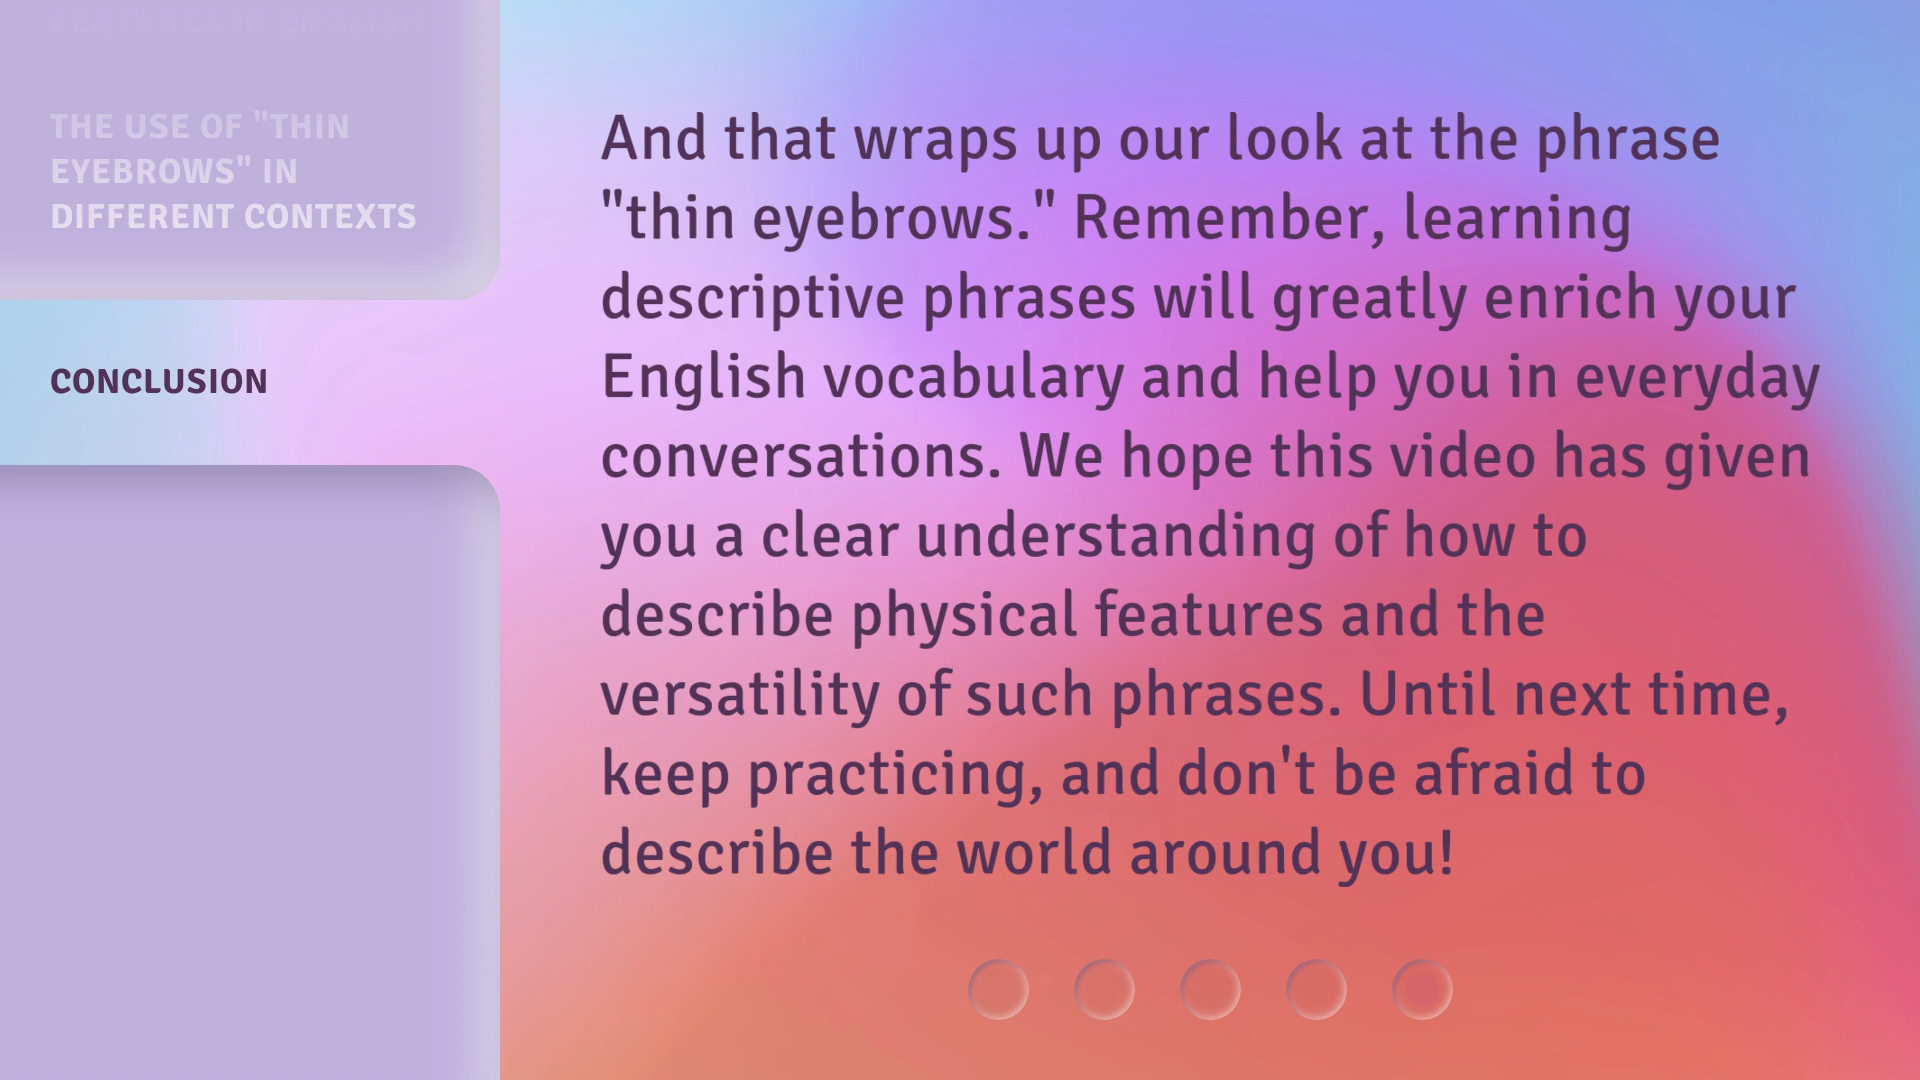 FEATURES IN ENGLISH
THE USE OF "THIN
EYEBROWS" IN
DIFFERENT CONTEXTS
CONCLUSION
And that wraps up our look at the phrase
"thin eyebrows." Remember, learning
descriptive phrases will greatly enrich your
English vocabulary and help you in everyday
conversations. We hope this video has given
you a clear understanding of how to
describe physical features and the
versatility of such phrases. Until next time,
keep practicing, and don't be afraid to
describe the world around you!